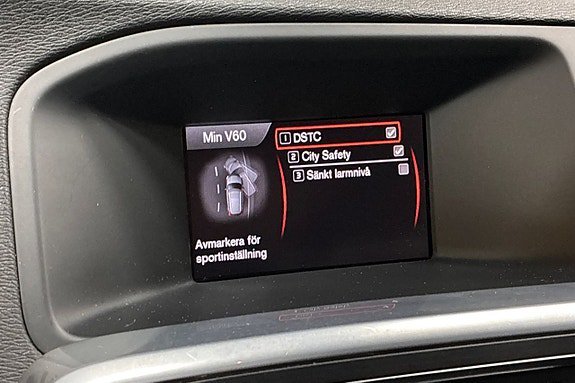 Min V60
1 DSTC
2 City Safety
3 Sänkt larmnivå
Avmarkera för
sportinställning